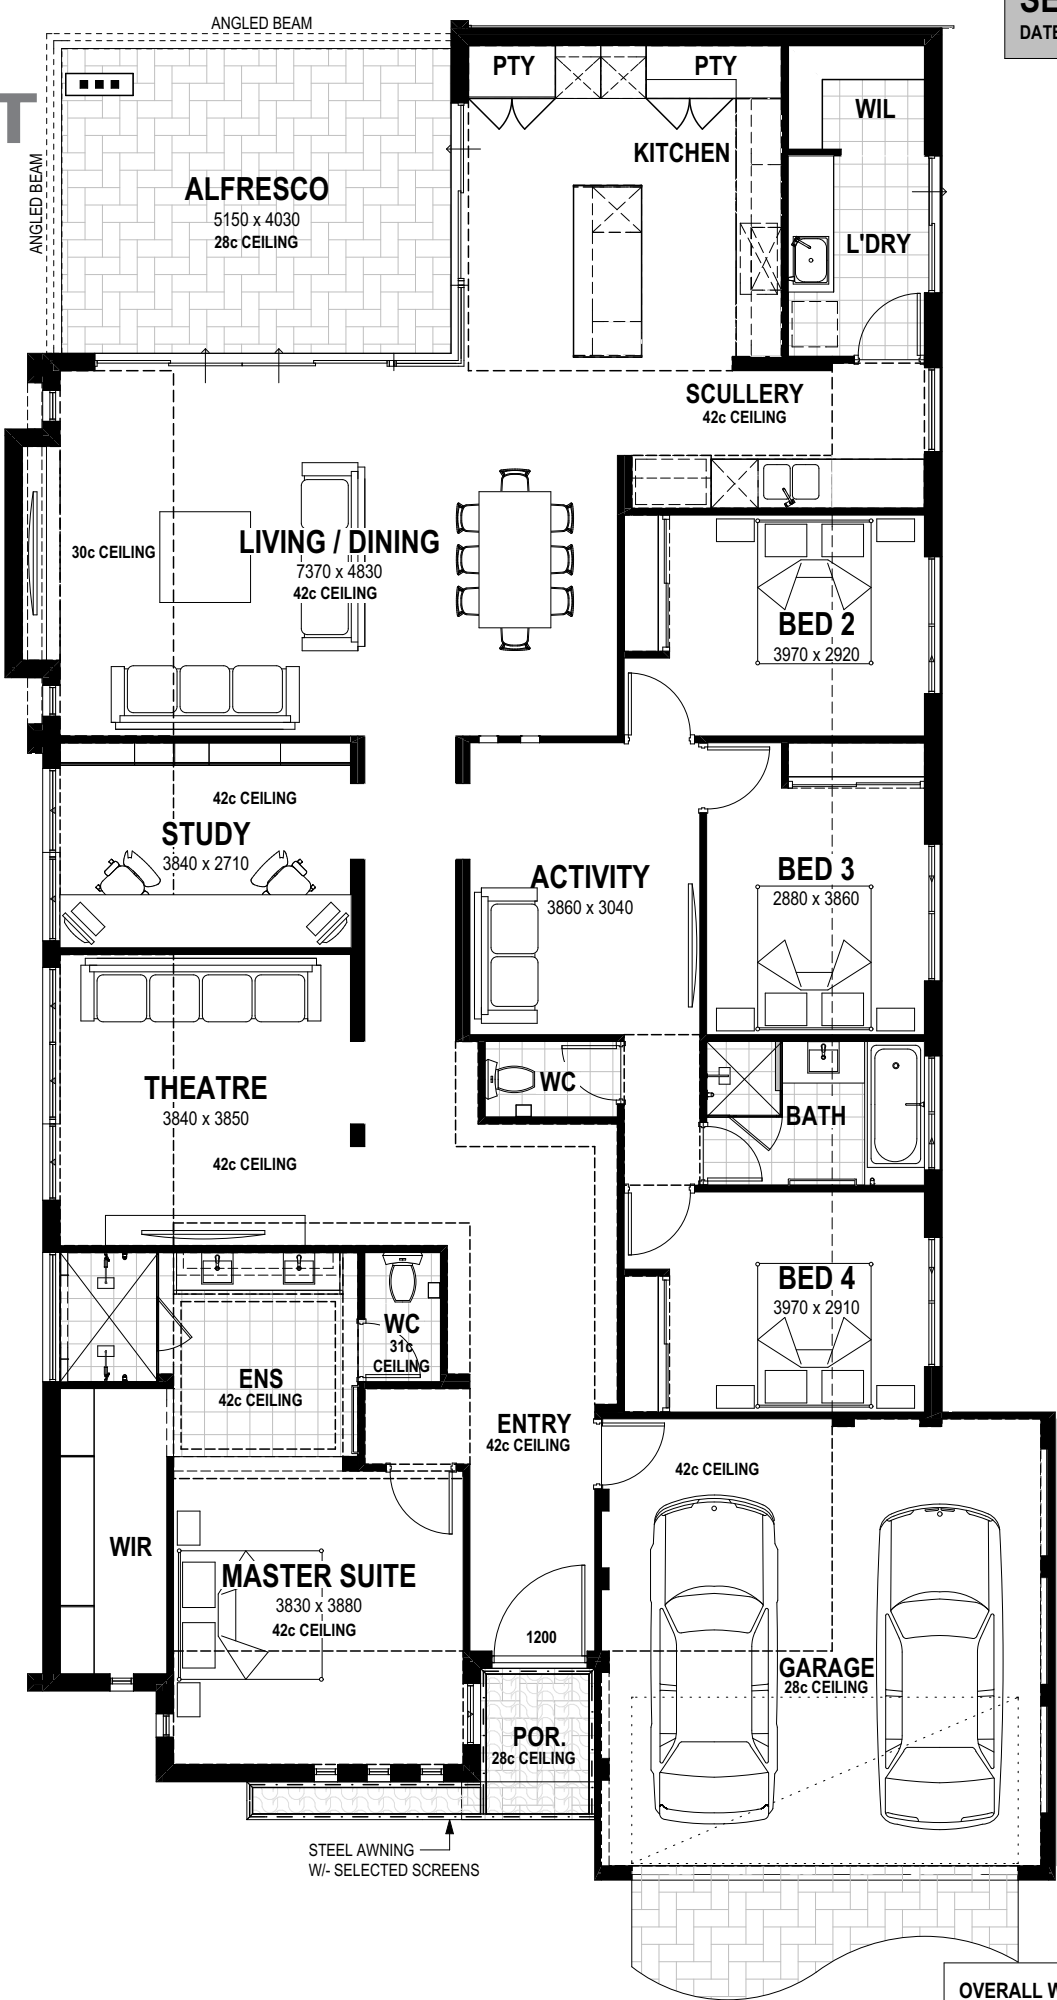 ANGLED BEAM
DATE
T
PTY
PTY
WIL
KITCHEN
ANGLED BEAM
ALFRESCO
5150 x 4030
28c CEILING
L'DRY
SCULLERY
42c CEILING
30c CEILING
LIVING / DINING
7370 x 4830
42c CEILING
BED 2
3970 x 2920
42c CEILING
STUDY
3840 x 2710
ACTIVITY
3860 x 3040
BED 3
2880 x 3860
THEATRE
3840 x 3850
42c CEILING
WC
BATH
WC
31c
CEILING
ENS
42c CEILING
BED 4
3970 x 2910
ENTRY
42c CEILING
42c CEILING
WIR
MASTER SUITE
3830 x 3880
42c CEILING
1200
GARAGE
28c CEILING
POR.
28c CEILING
STEEL AWNING
W/- SELECTED SCREENS
OVERALL